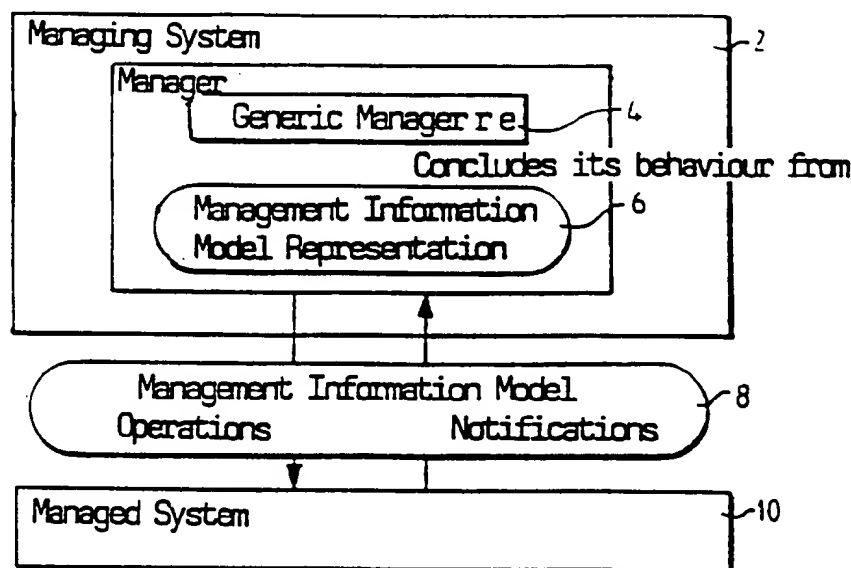 Managing System
2
Manager
Generic Managerre
4
Concludes its behaviour from
Management Information
6
Model Representation
Management Information Model
8
Operations Notifications
Managed System
10